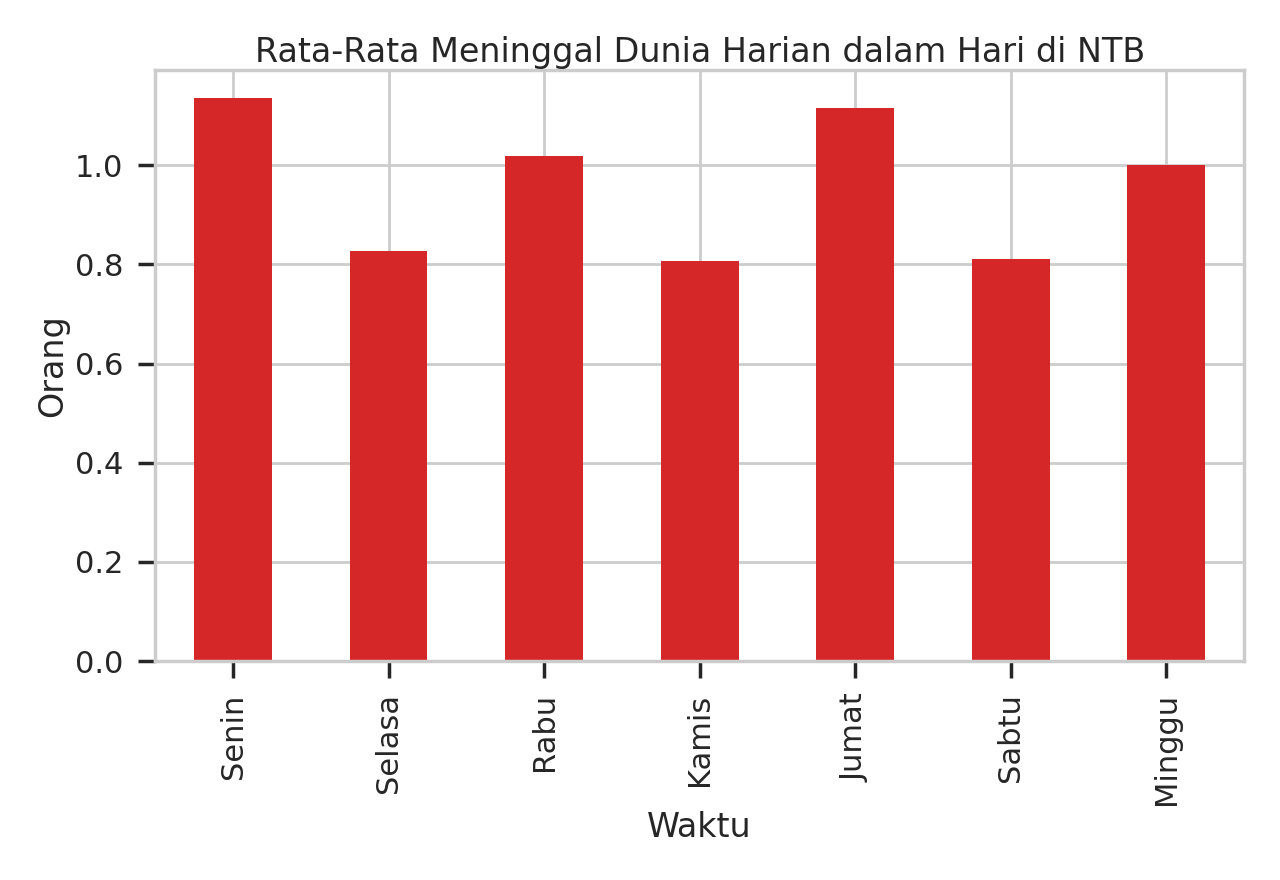 Rata-Rata Meninggal Dunia Harian dalam Hari di NTB
Orang
1.0
0.8
0.6
0.4
0.2
0.0
Senin
Selasa
Rabu
Kamis
Jumat
Sabtu
Minggu
Waktu